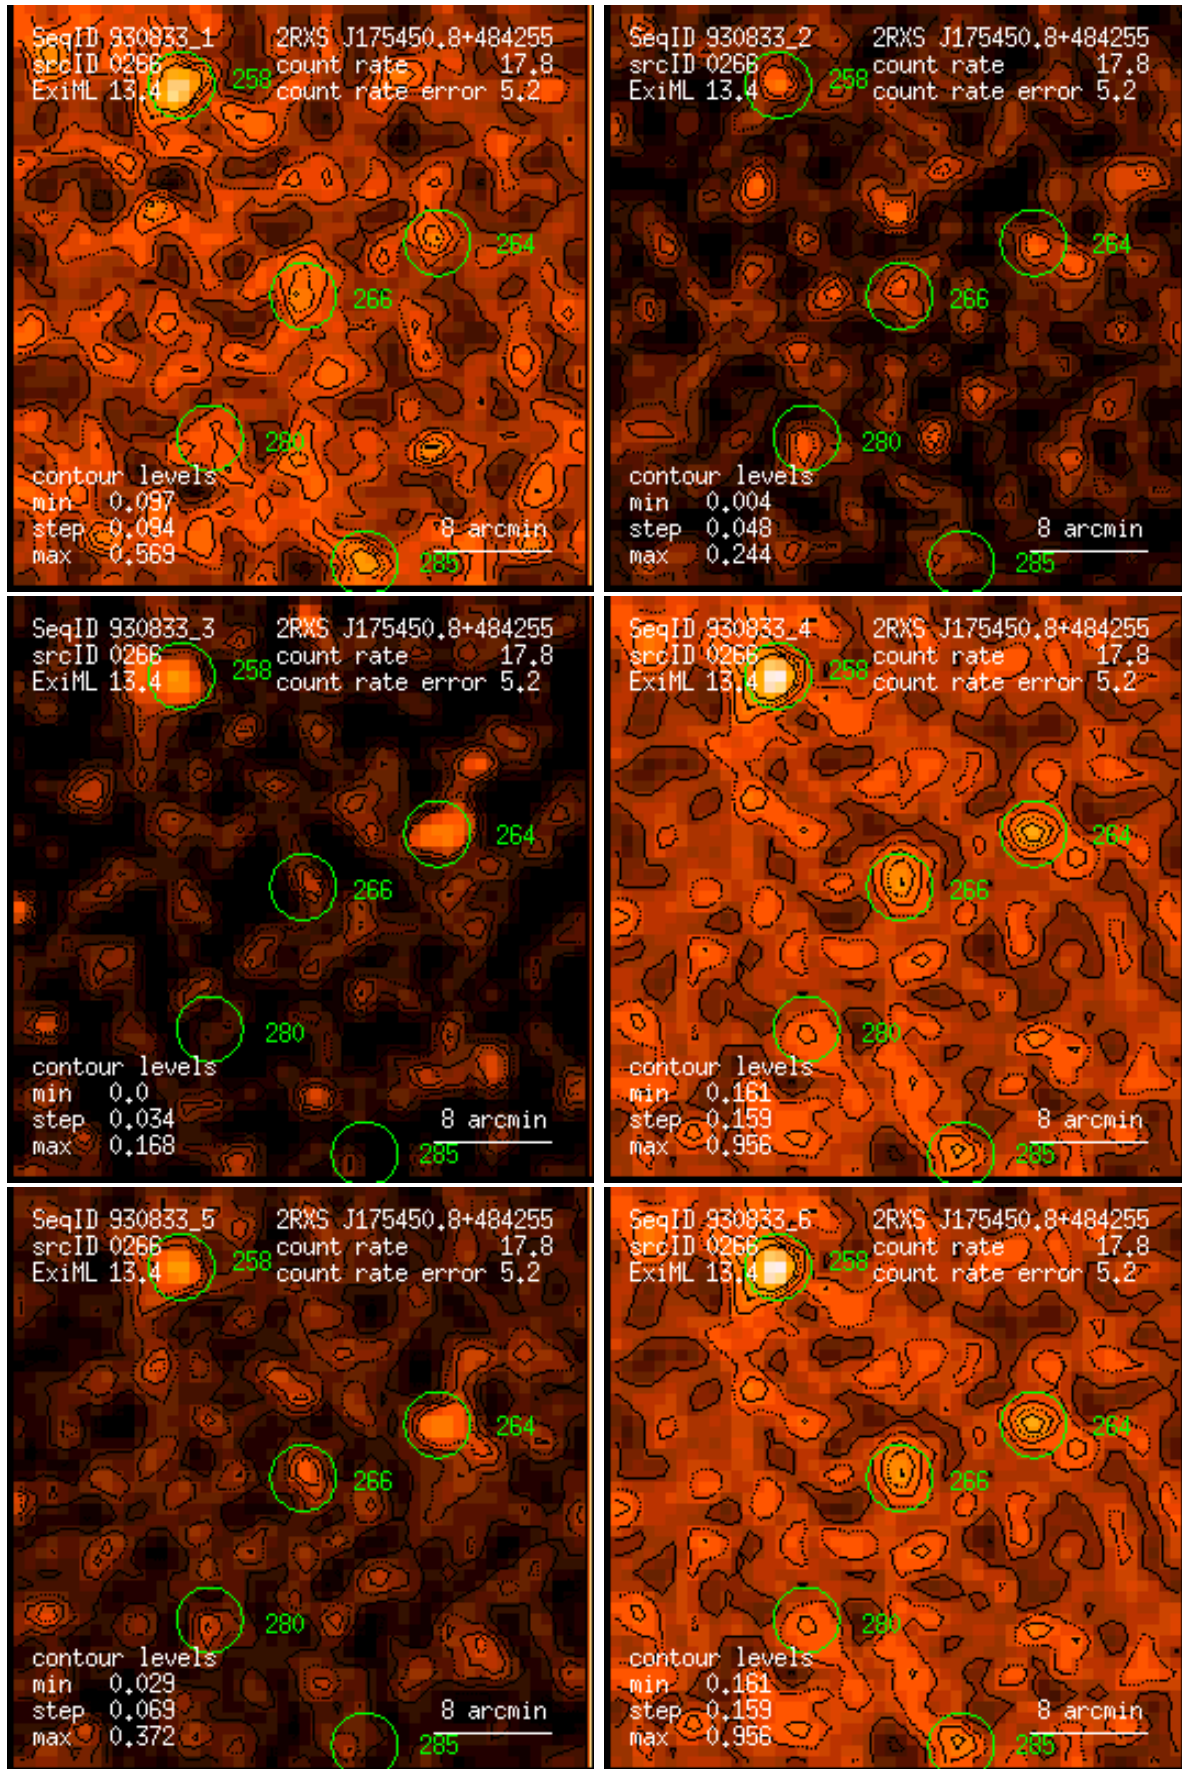 SeqID 930833_1 2RXS J175450.8+484255
srcID 0266 count rate 17.8
ExiML 13.4 count rate error 5.2
258
264
266
280
contour levels
min 0.097
step 0.094 8 arcmin
max 0.569 285
SeqID 930833_2 2RXS J175450.8+484255
srcID 0266 count rate 17.8
ExiML 13.4 count rate error 5.2
258
264
266
280
contour levels
min 0.004
step 0.048 8 arcmin
max 0.244 285
SeqID 930833_3 2RXS J175450.8+484255
srcID 0266 count rate 17.8
ExiML 13.4 count rate error 5.2
258
264
266
280
contour levels
min 0.0
step 0.034 8 arcmin
max 0.168 285
SeqID 930833_4 2RXS J175450.8+484255
srcID 0266 count rate 17.8
ExiML 13.4 count rate error 5.2
258
264
266
280
contour levels
min 0.161
step 0.159 8 arcmin
max 0.956 285
SeqID 930833_5 2RXS J175450.8+484255
srcID 0266 count rate 17.8
ExiML 13.4 count rate error 5.2
258
264
266
280
contour levels
min 0.029
step 0.069 8 arcmin
max 0.372 285
SeqID 930833_6 2RXS J175450.8+484255
srcID 0266 count rate 17.8
ExiML 13.4 count rate error 5.2
258
264
266
280
contour levels
min 0.161
step 0.159 8 arcmin
max 0.956 285